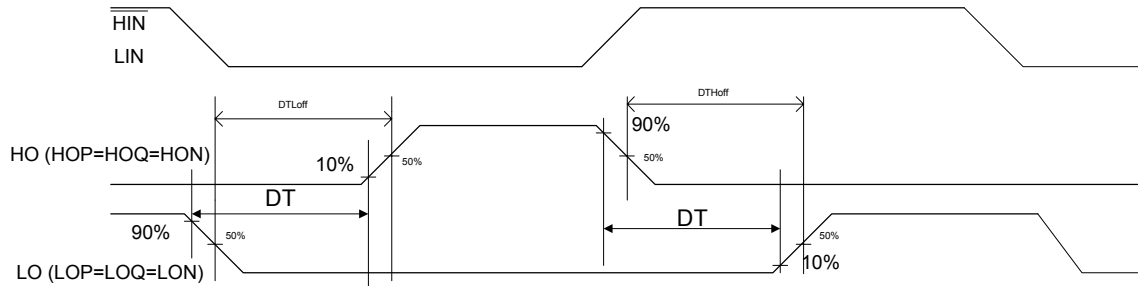 HIN
LIN
DTLoff
DTHoff
90%
HO (HOP=HOQ=HON)
10%
50%
50%
DT
DT
90%
50%
50%
10%
LO (LOP=LOQ=LON)